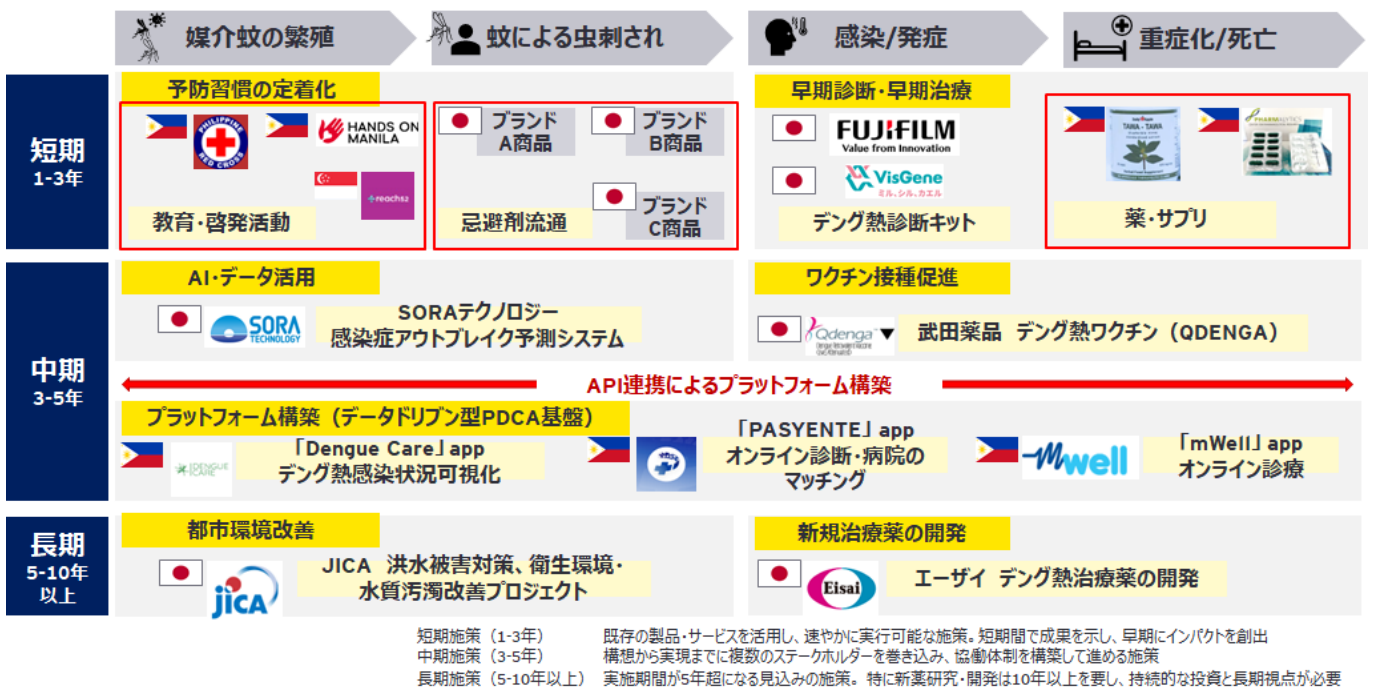 媒介蚊の繁殖
蚊による虫刺され
感染/発症
重症化/死亡
短期
1-3年
予防習慣の定着化
PHILIPPINE
RED CROSS
HANDS ON
MANILA
reach52
教育・啓発活動
ブランド
A商品
ブランド
B商品
ブランド
C商品
忌避剤流通
早期診断・早期治療
FUJIFILM
Value from Innovation
VisGene
ミル、シル、カエル
デング熱診断キット
TAWA - TAWA
薬・サプリ
中期
3-5年
AI・データ活用
SORA
TECHNOLOGY
SORAテクノロジー
感染症アウトブレイク予測システム
ワクチン接種促進
Qdenga
武田薬品 デング熱ワクチン（QDENGA）
API連携によるプラットフォーム構築
プラットフォーム構築（データドリブン型PDCA基盤）
DENGUE
CARE
「Dengue Care」app
デング熱感染状況可視化
「PASYENTE」app
オンライン診断・病院の
マッチング
mwell
「mWell」app
オンライン診療
長期
5-10年
以上
都市環境改善
jica
JICA 洪水被害対策、衛生環境・
水質汚濁改善プロジェクト
新規治療薬の開発
Eisai
エーザイ デング熱治療薬の開発
短期施策（1-3年） 既存の製品・サービスを活用し、速やかに実行可能な施策。短期間で成果を示し、早期にインパクトを創出
中期施策（3-5年） 構想から実現までに複数のステークホルダーを巻き込み、協働体制を構築して進める施策
長期施策（5-10年以上） 実施期間が5年超になる見込みの施策。特に新薬研究・開発は10年以上を要し、持続的な投資と長期視点が必要